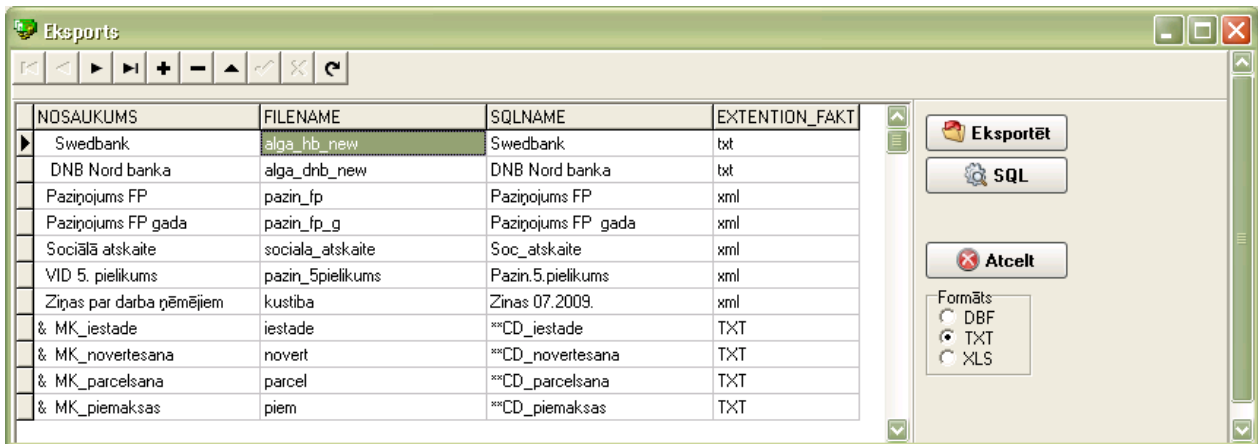 Eksports
NOSAUKUMS FILENAME SQLNAME EXTENTION_FAKT
Swedbank alga_hb_new Swedbank txt
DNB Nord banka alga_dnb_new DNB Nord banka txt
Paziņojums FP pazin_fp Paziņojums FP xml
Paziņojums FP gada pazin_fp_g Paziņojums FP gada xml
Sociālā atskaite sociala_atskaite Soc_atskaite xml
VID 5. pielikums pazin_5pielikums Pazin.5.pielikums xml
Ziņas par darba ņēmējiem kustiba Zinas 07.2009. xml
& MK_iestade iestade **CD_iestade TXT
& MK_novertesana novert **CD_novertesana TXT
& MK_parcelsana parcel **CD_parcelsana TXT
& MK_piemaksas piem **CD_piemaksas TXT
Eksportēt
SQL
Atcelt
Formāts
DBF
TXT
XLS